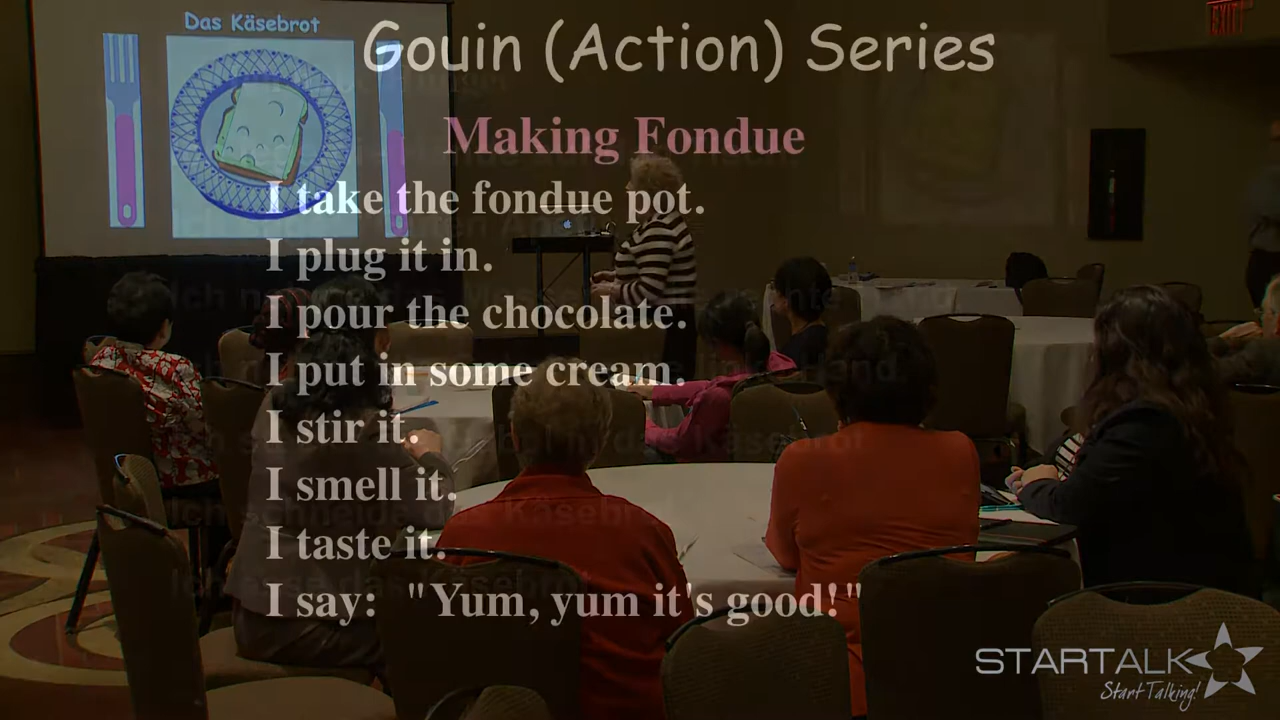 Das Käsebrot
Gouin (Action) Series
EXIT
Making Fondue
I take the fondue pot.
I plug it in.
I pour the chocolate.
I put in some cream.
I stir it.
I smell it.
I taste it.
I say: "Yum, yum it's good!"
STARTALK
Start Talking!